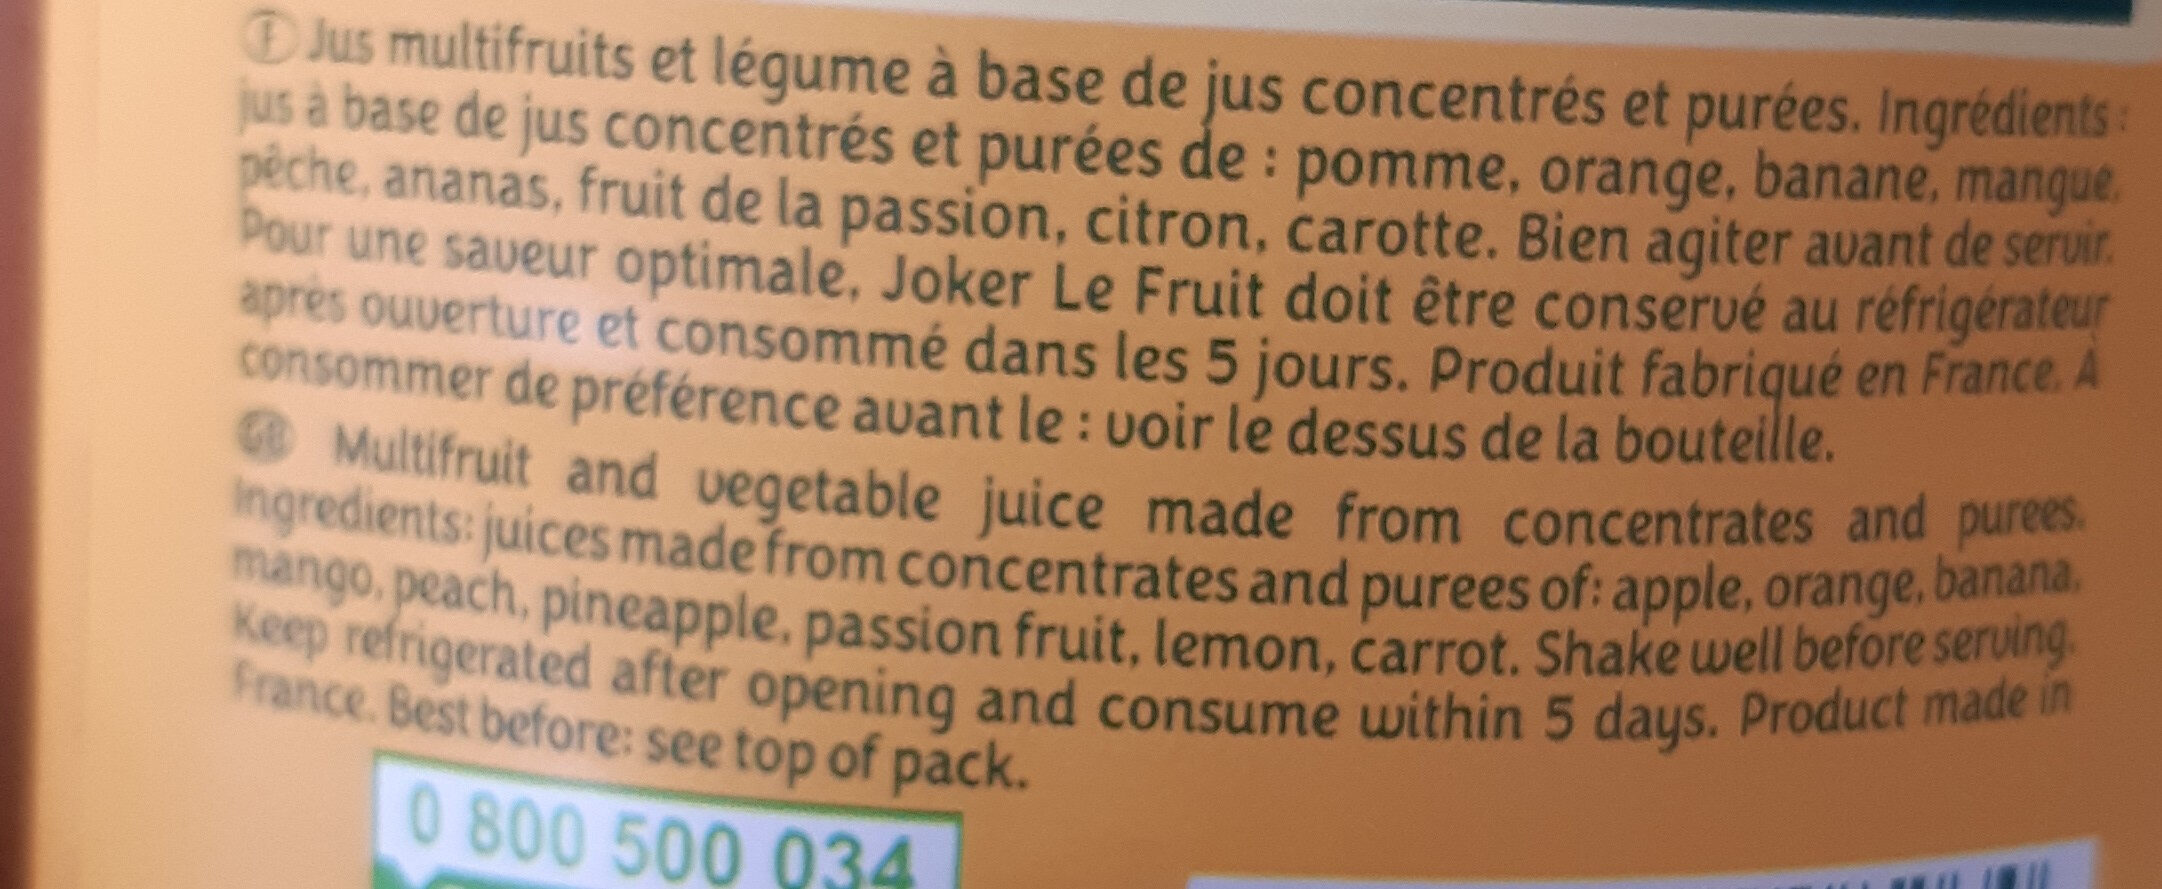 F Jus multifruits et légume à base de jus concentrés et purées. Ingrédients :
jus à base de jus concentrés et purées de : pomme, orange, banane, mangue,
pêche, ananas, fruit de la passion, citron, carotte. Bien agiter avant de servir.
Pour une saveur optimale, Joker Le Fruit doit être conservé au réfrigérateur
après ouverture et consommé dans les 5 jours. Produit fabriqué en France. À
consommer de préférence avant le : voir le dessus de la bouteille.
GB Multifruit and vegetable juice made from concentrates and purees.
Ingredients: juices made from concentrates and purees of: apple, orange, banana,
mango, peach, pineapple, passion fruit, lemon, carrot. Shake well before serving.
Keep refrigerated after opening and consume within 5 days. Product made in
France. Best before: see top of pack.
0 800 500 034